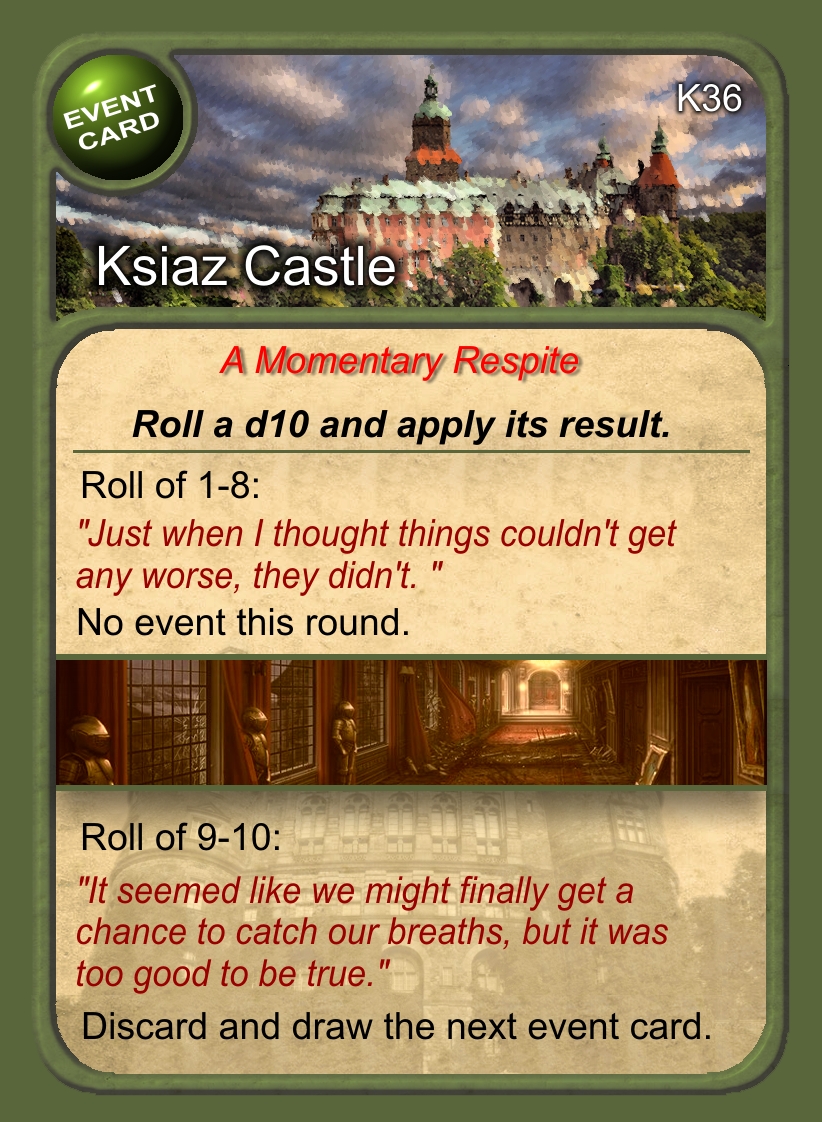 EVENT
CARD
K36
Ksiaz Castle
A Momentary Respite
Roll a d10 and apply its result.
Roll of 1-8:
"Just when I thought things couldn't get
any worse, they didn't. "
No event this round.
Roll of 9-10:
"It seemed like we might finally get a
chance to catch our breaths, but it was
too good to be true."
Discard and draw the next event card.